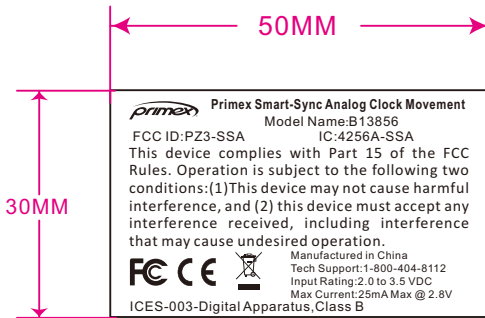 50MM
30MM
primex Primex Smart-Sync Analog Clock Movement
Model Name:B13856
FCC ID:PZ3-SSA IC:4256A-SSA
This device complies with Part 15 of the FCC
Rules. Operation is subject to the following two
conditions:(1)This device may not cause harmful
interference, and (2) this device must accept any
interference received, including interference
that may cause undesired operation.
FC CE
Manufactured in China
Tech Support:1-800-404-8112
Input Rating:2.0 to 3.5 VDC
Max Current:25mA Max @ 2.8V
ICES-003-Digital Apparatus,Class B